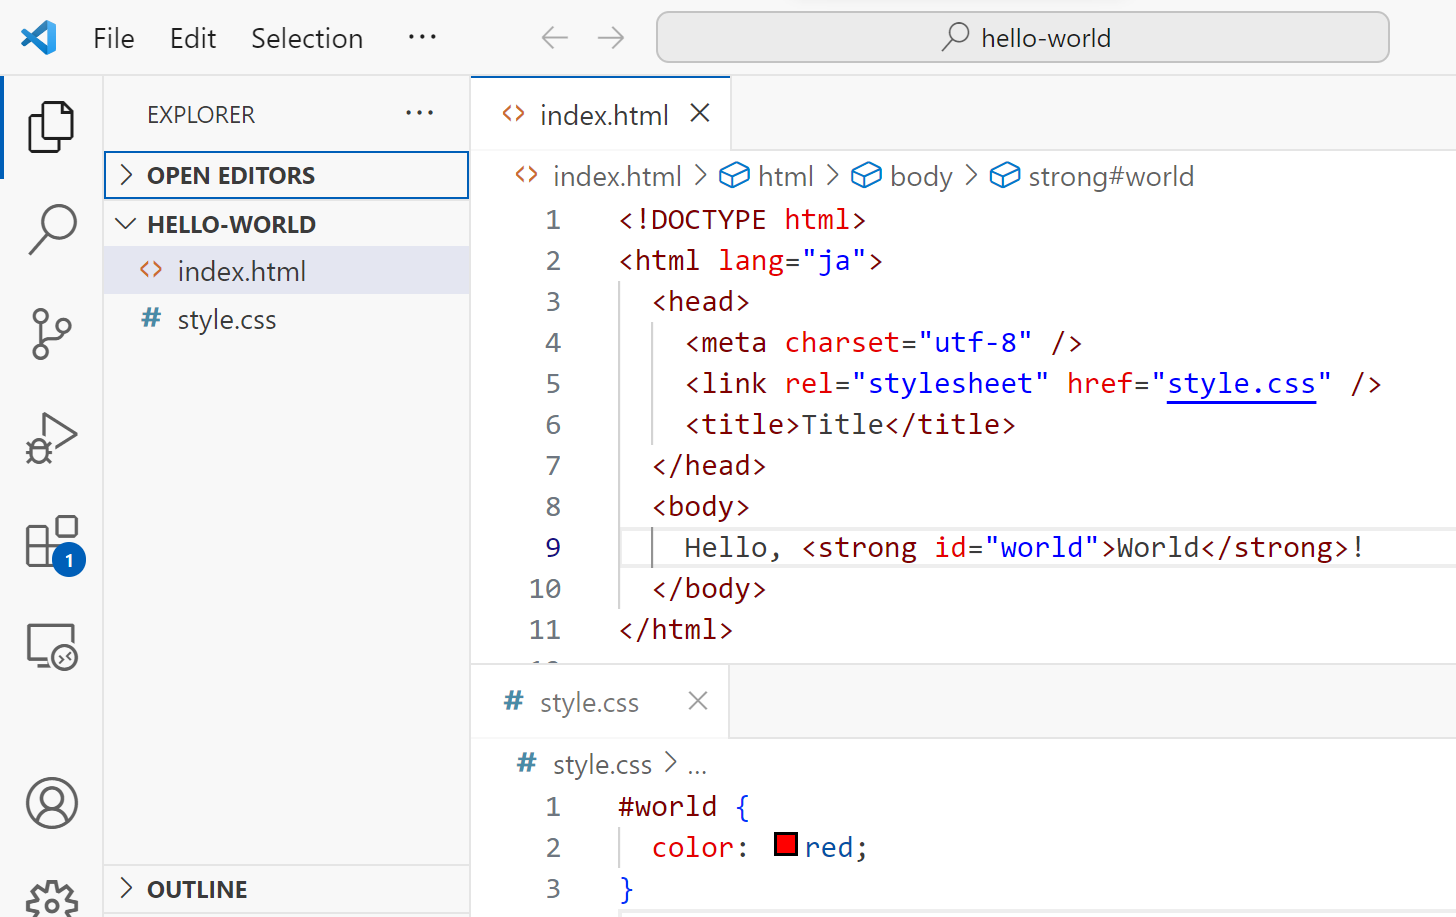 File Edit Selection ··· hello-world
EXPLORER ···
OPEN EDITORS
HELLO-WORLD
index.html
style.css
OUTLINE
1
index.html
index.html > html > body > strong#world
1 <!DOCTYPE html>
2 <html lang="ja">
3 <head>
4 <meta charset="utf-8" />
5 <link rel="stylesheet" href="style.css" />
6 <title>Title</title>
7 </head>
8 <body>
9 Hello, <strong id="world">World</strong>!
10 </body>
11 </html>
style.css
style.css > ...
1 #world {
2 color: red;
3 }